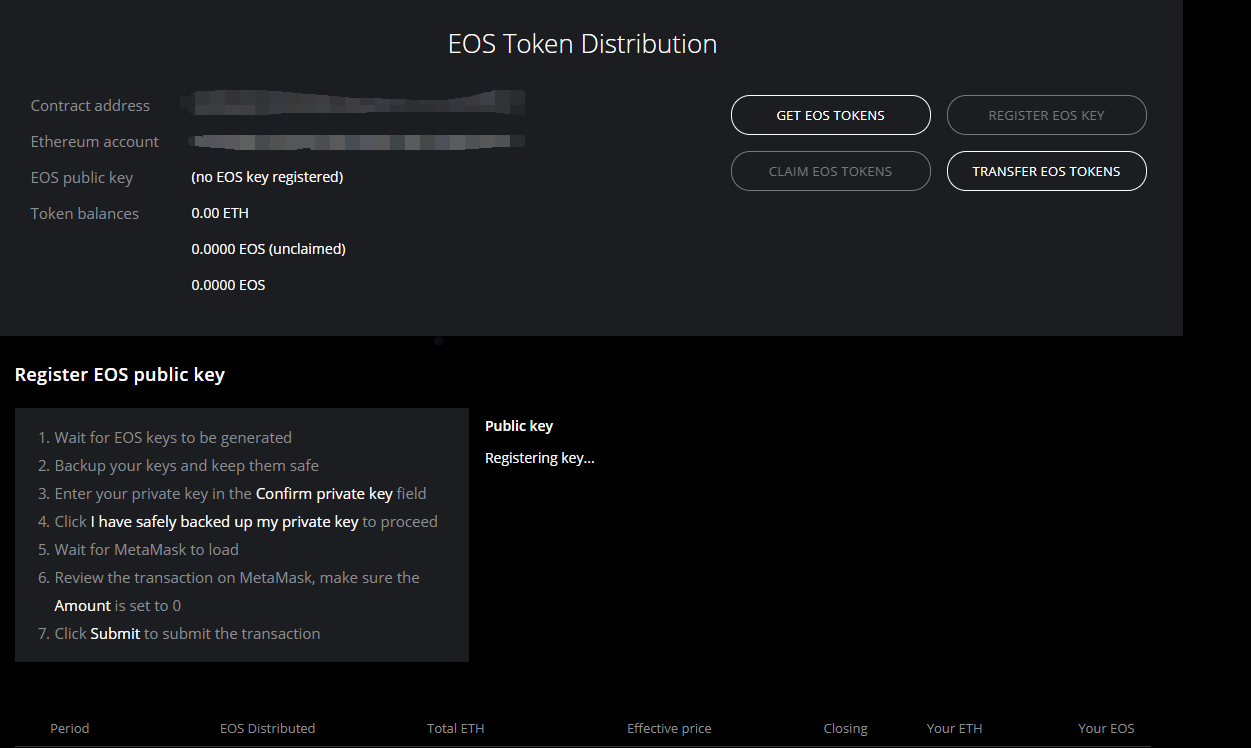 EOS Token Distribution
Contract address
Ethereum account
EOS public key (no EOS key registered)
Token balances 0.00 ETH
0.0000 EOS (unclaimed)
0.0000 EOS
GET EOS TOKENS REGISTER EOS KEY
CLAIM EOS TOKENS TRANSFER EOS TOKENS
Register EOS public key
1. Wait for EOS keys to be generated
2. Backup your keys and keep them safe
3. Enter your private key in the Confirm private key field
4. Click I have safely backed up my private key to proceed
5. Wait for MetaMask to load
6. Review the transaction on MetaMask, make sure the
Amount is set to 0
7. Click Submit to submit the transaction
Public key
Registering key...
Period EOS Distributed Total ETH Effective price Closing Your ETH Your EOS